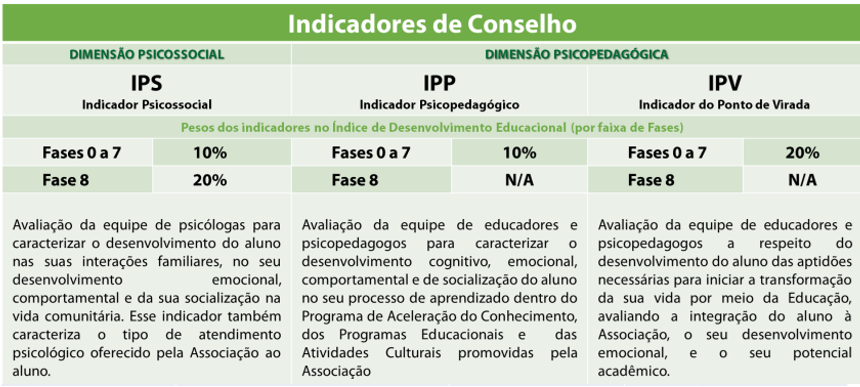 Indicadores de Conselho
DIMENSÃO PSICOSSOCIAL
DIMENSÃO PSICOPEDAGÓGICA
IPS
Indicador Psicossocial
IPP
Indicador Psicopedagógico
IPV
Indicador do Ponto de Virada
Pesos dos indicadores no Índice de Desenvolvimento Educacional (por faixa de Fases)
Fases 0 a 7 10% Fases 0 a 7 10% Fases 0 a 7 20%
Fase 8 20% Fase 8 N/A Fase 8 N/A
Avaliação da equipe de psicólogas para
caracterizar o desenvolvimento do aluno
nas suas interações familiares, no seu
desenvolvimento emocional,
comportamental e da sua socialização na
vida comunitária. Esse indicador também
caracteriza o tipo de atendimento
psicológico oferecido pela Associação ao
aluno.
Avaliação da equipe de educadores e
psicopedagogos para caracterizar o
desenvolvimento cognitivo, emocional,
comportamental e de socialização do aluno
no seu processo de aprendizado dentro do
Programa de Aceleração do Conhecimento,
dos Programas Educacionais e das
Atividades Culturais promovidas pela
Associação
Avaliação da equipe de educadores e
psicopedagogos a respeito do
desenvolvimento do aluno das aptidões
necessárias para iniciar a transformação
da sua vida por meio da Educação,
avaliando a integração do aluno à
Associação, o seu desenvolvimento
emocional, e o seu potencial
acadêmico.